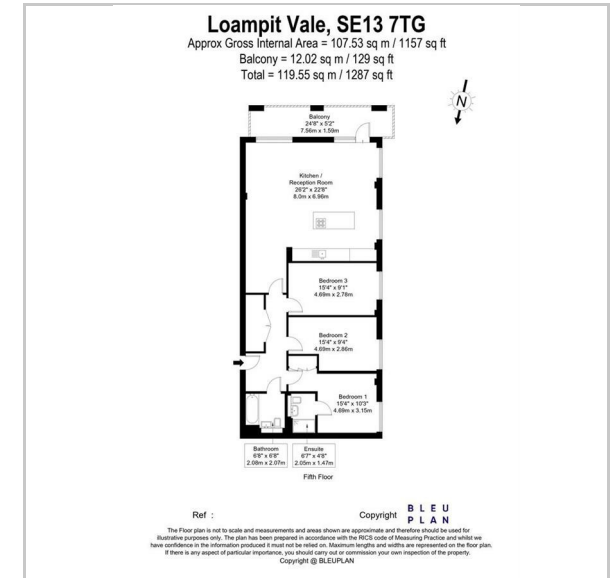 Loampit Vale, SE13 7TG
Approx Gross Internal Area = 107.53 sq m / 1157 sq ft
Balcony = 12.02 sq m / 129 sq ft
Total = 119.55 sq m / 1287 sq ft
N
Balcony
24'8" x 5'2"
7.56m x 1.59m
Kitchen /
Reception Room
26'2" x 22'8"
8.0m x 6.96m
Bedroom 3
15'4" x 9'1"
4.69m x 2.78m
Bedroom 2
15'4" x 9'4"
4.69m x 2.86m
Bedroom 1
15'4" x 10'3"
4.69m x 3.15m
Bathroom
6'8" x 6'8"
2.08m x 2.07m
Ensuite
6'7" x 4'8"
2.05m x 1.47m
Fifth Floor
Ref :
Copyright
BLEU
PLAN
The Floor plan is not to scale and measurements and areas shown are approximate and therefore should be used for
illustrative purposes only. The plan has been prepared in accordance with the RICS code of Measuring Practice and whilst we
have confidence in the information produced it must not be relied on. Maximum lengths and widths are represented on the floor plan.
If there is any aspect of particular importance, you should carry out or commission your own inspection of the property.
Copyright @ BLEUPLAN